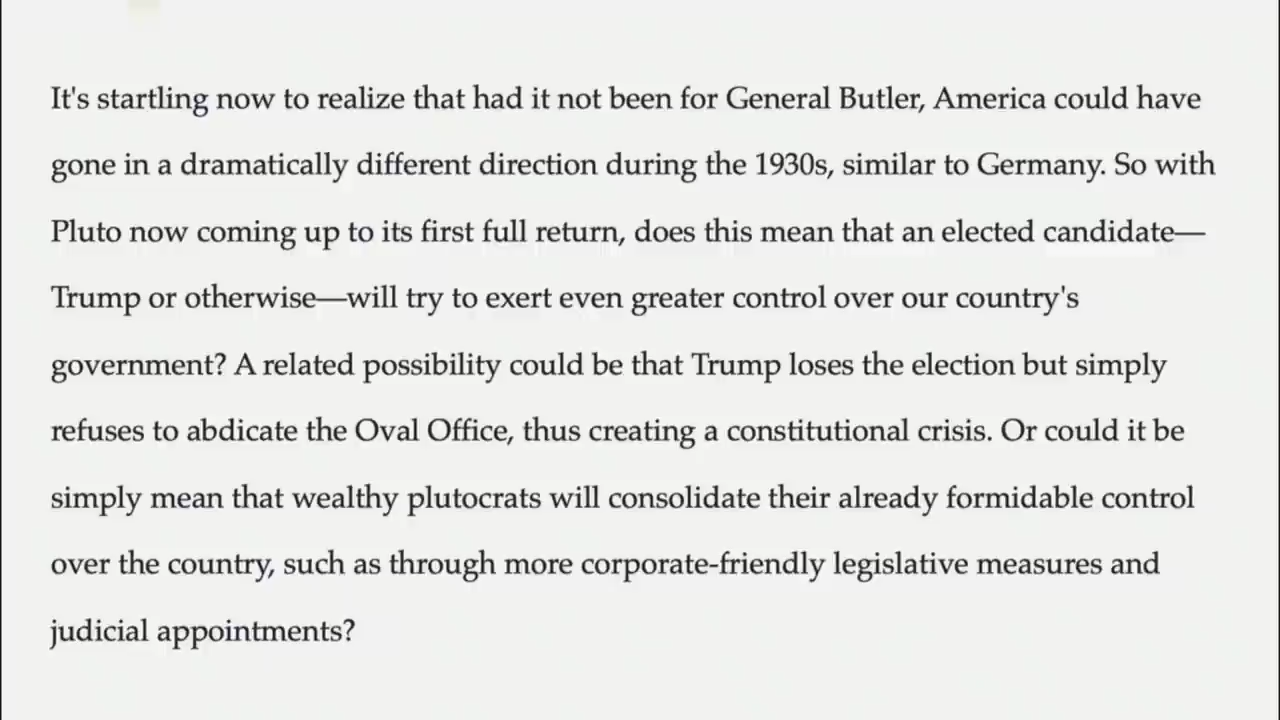 It's startling now to realize that had it not been for General Butler, America could have
gone in a dramatically different direction during the 1930s, similar to Germany. So with
Pluto now coming up to its first full return, does this mean that an elected candidate—
Trump or otherwise—will try to exert even greater control over our country's
government? A related possibility could be that Trump loses the election but simply
refuses to abdicate the Oval Office, thus creating a constitutional crisis. Or could it be
simply mean that wealthy plutocrats will consolidate their already formidable control
over the country, such as through more corporate-friendly legislative measures and
judicial appointments?